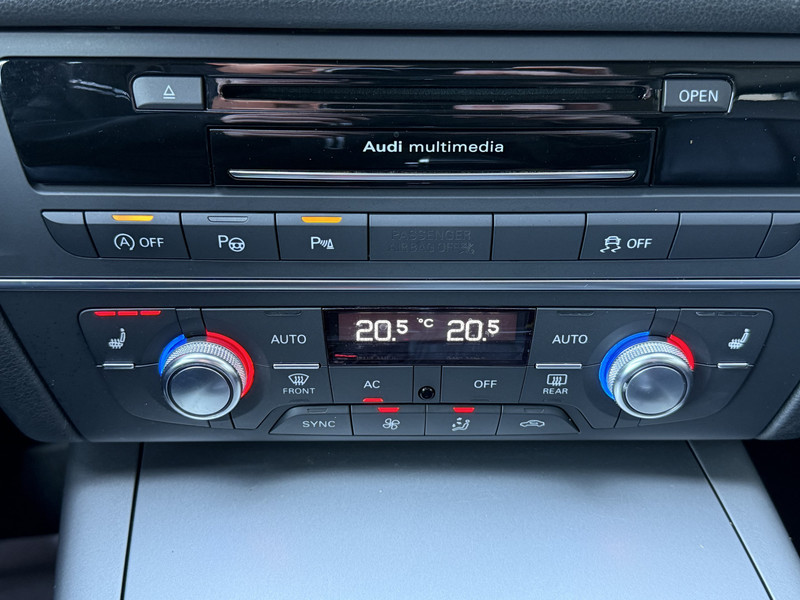 OPEN
Audi multimedia
A OFF
P
P
PASSENGER
OFF
20.5 °C 20.5
AUTO
AUTO
FRONT
AC
OFF
REAR
SYNC